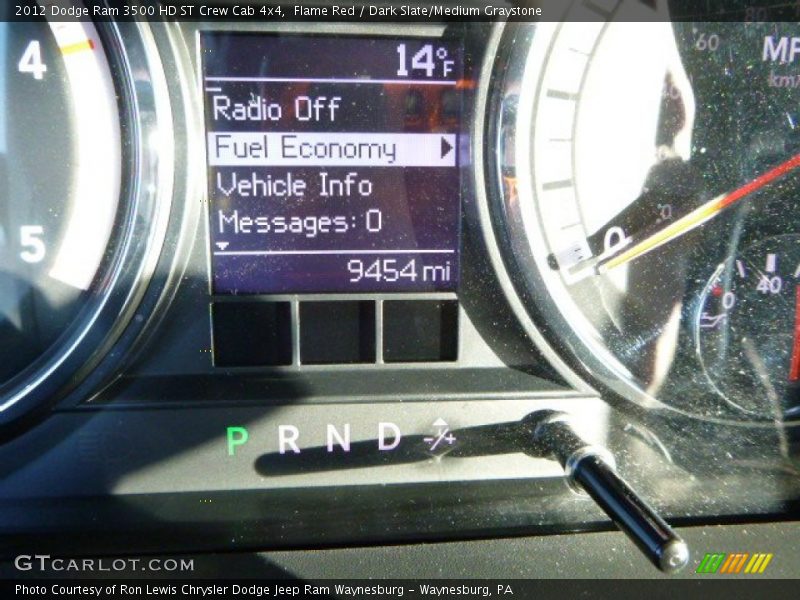 2012 Dodge Ram 3500 HD ST Crew Cab 4x4,  Flame Red / Dark Slate/Medium Graystone
4
5
14°F
Radio Off
Fuel Economy
Vehicle Info
Messages: 0
9454 mi
60
0
0
40
P R N D -/+
GTCARLOT.COM
Photo Courtesy of Ron Lewis Chrysler Dodge Jeep Ram Waynesburg - Waynesburg, PA